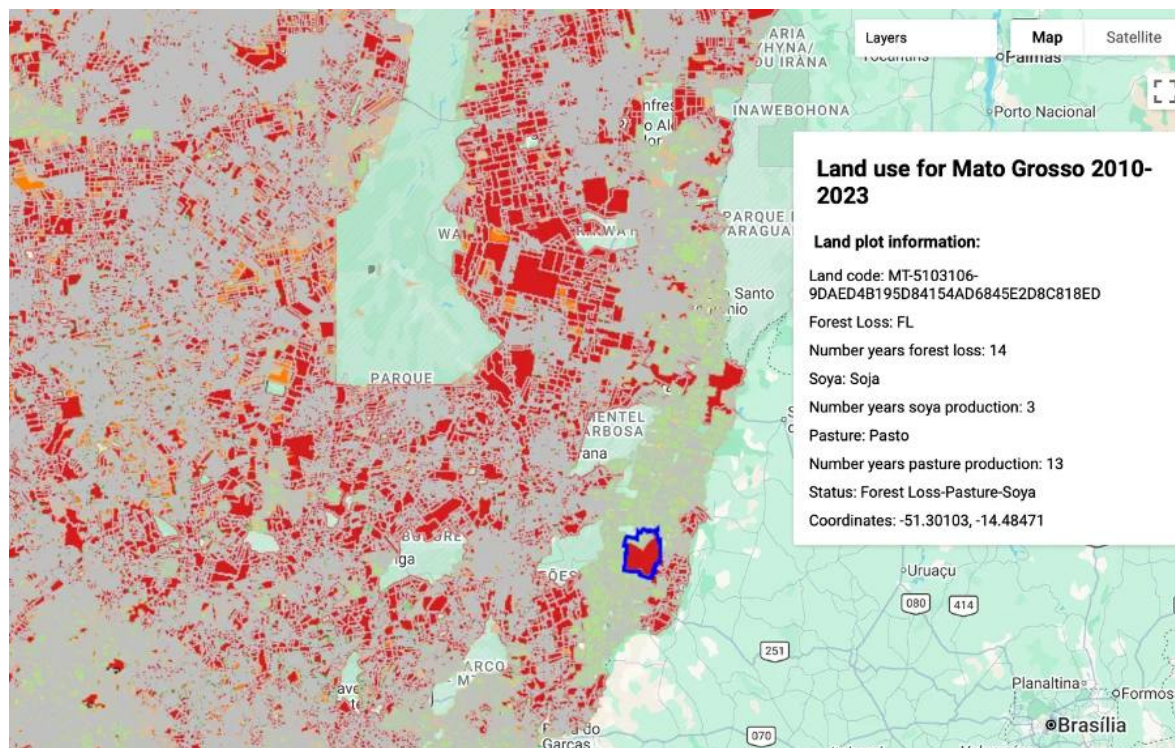 Layers
Map
Satellite
Palmas
Porto Nacional
INAWEBOHONA
Land use for Mato Grosso 2010-
2023
Land plot information:
Land code: MT-5103106-
9DAED4B195D84154AD6845E2D8C818ED
Forest Loss: FL
Number years forest loss: 14
Soya: Soja
Number years soya production: 3
Pasture: Pasto
Number years pasture production: 13
Status: Forest Loss-Pasture-Soya
Coordinates: -51.30103, -14.48471
Santo
PARQUE
Uruaçu
080
414
251
Planaltina
Brasília
070
Garças